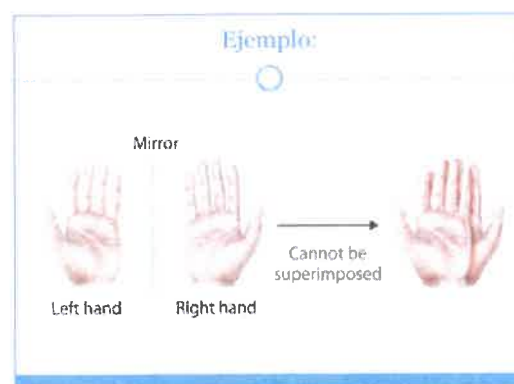 Ejemplo:
Mirror
Cannot be
superimposed
Left hand
Right hand